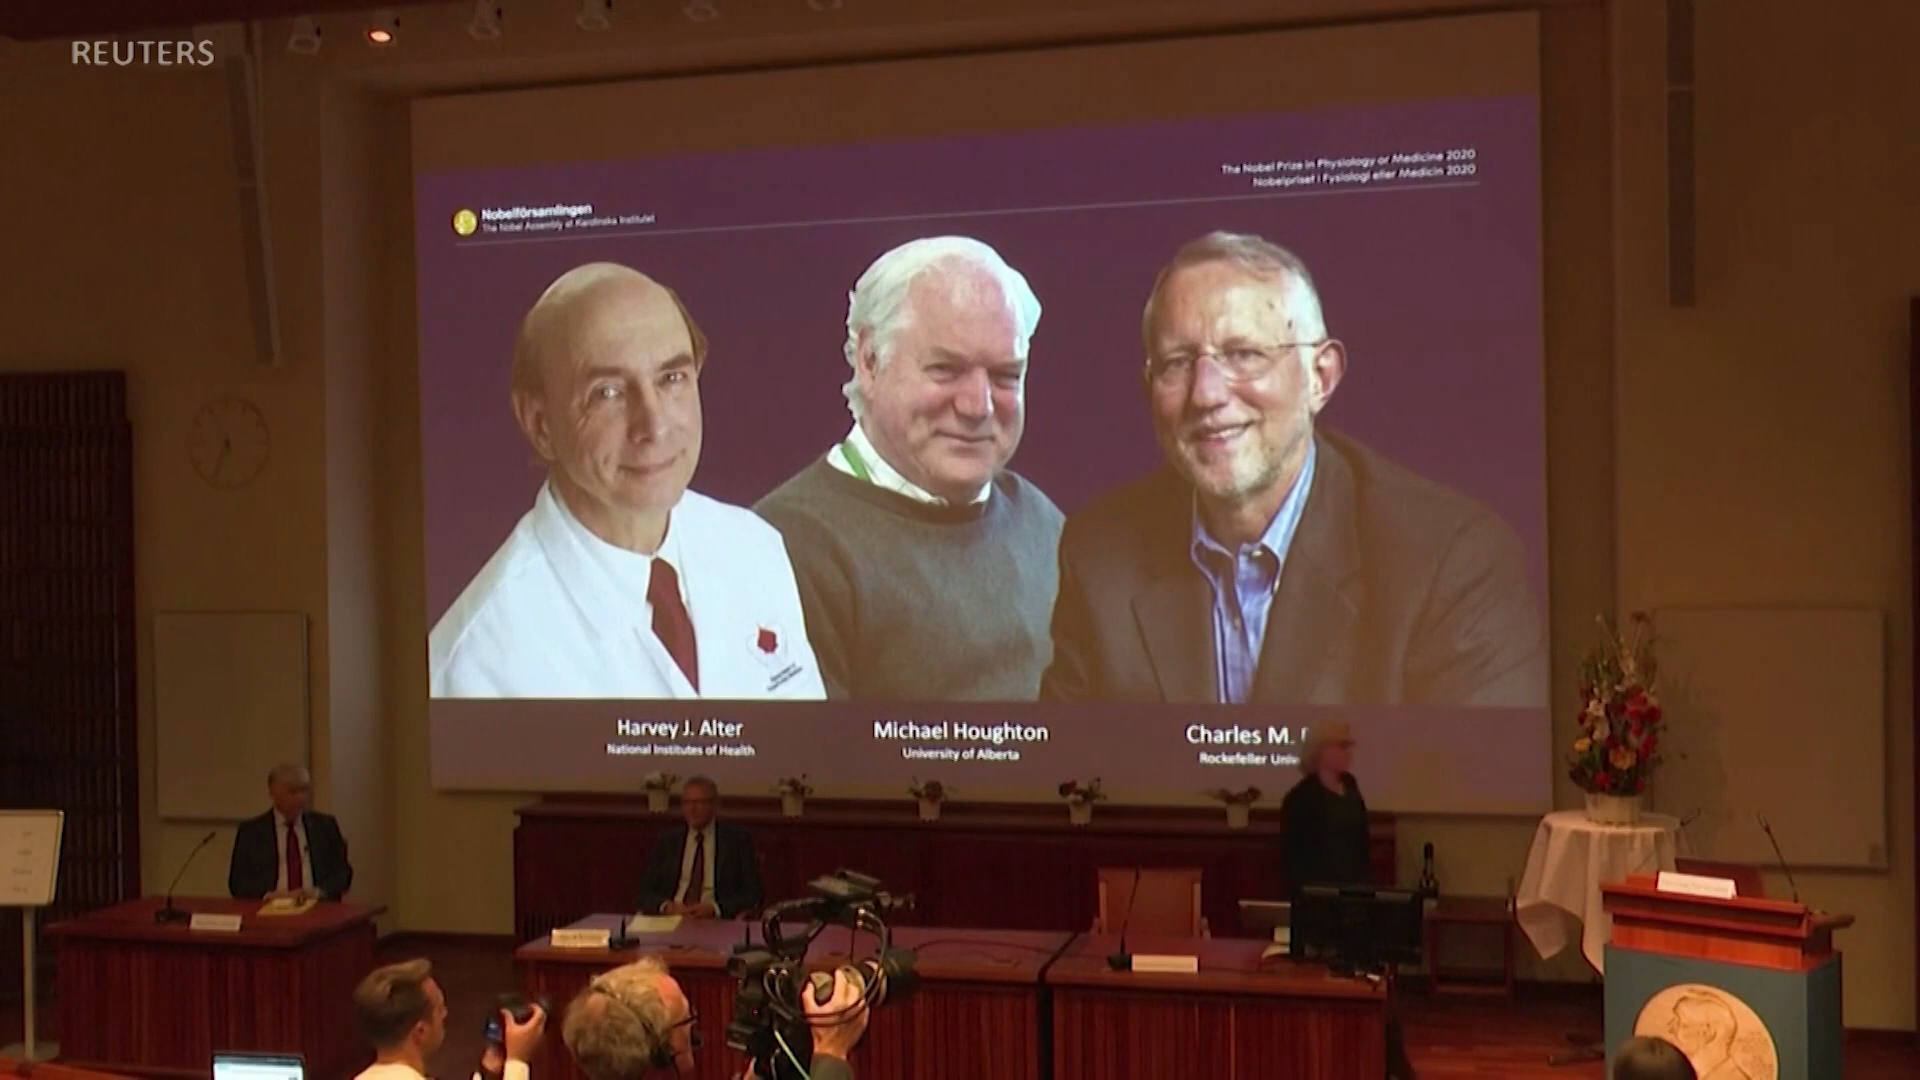 REUTERS
The Nobel Prize in Physiology or Medicine 2020
Nobelpriset i Fysiologi eller Medicin 2020
Nobelförsamlingen
The Nobel Assembly at Karolinska Institutet
Harvey J. Alter
National Institutes of Health
Michael Houghton
University of Alberta
Charles M.
Rockefeller